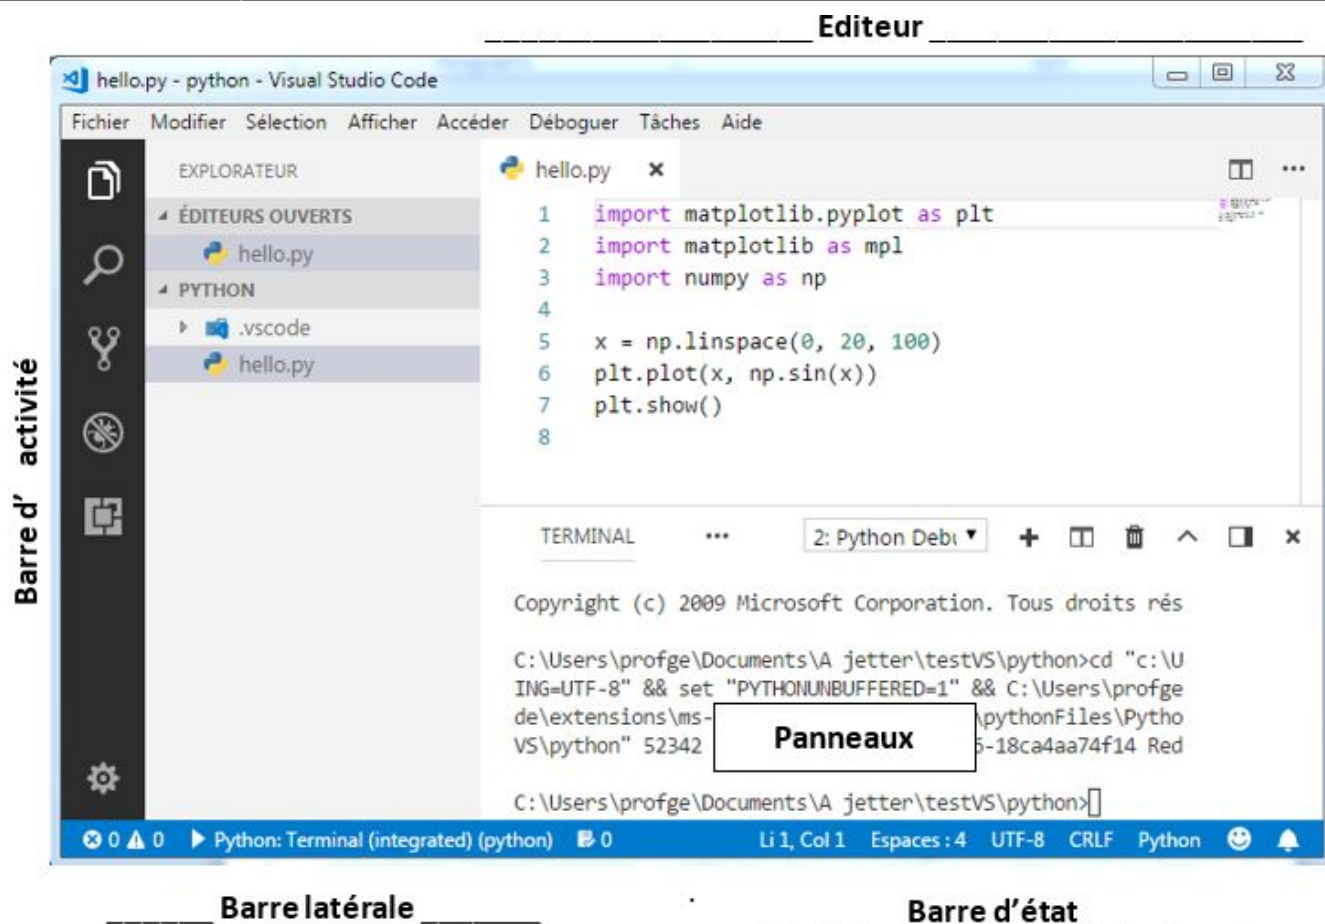 Editeur
hello.py - python - Visual Studio Code
Fichier Modifier Sélection Afficher Accéder Déboguer Tâches Aide
EXPLORATEUR
ÉDITEURS OUVERTS
hello.py
PYTHON
.vscode
hello.py
hello.py
1 import matplotlib.pyplot as plt
2 import matplotlib as mpl
3 import numpy as np
4
5 x = np.linspace(0, 20, 100)
6 plt.plot(x, np.sin(x))
7 plt.show()
8
Barre d’ activité
TERMINAL ... 2: Python Debu
Copyright (c) 2009 Microsoft Corporation. Tous droits rés
C:\Users\profge\Documents\A jetter\testVS\python>cd "c:\U
ING=UTF-8" && set "PYTHONUNBUFFERED=1" && C:\Users\profge
de\extensions\ms- \pythonFiles\Pytho
VS\python" 52342 -18ca4aa74f14 Red
Panneaux
C:\Users\profge\Documents\A jetter\testVS\python>
0 0 Python: Terminal (integrated) (python) 0 Li 1, Col 1 Espaces : 4 UTF-8 CRLF Python
Barre latérale
Barre d’état